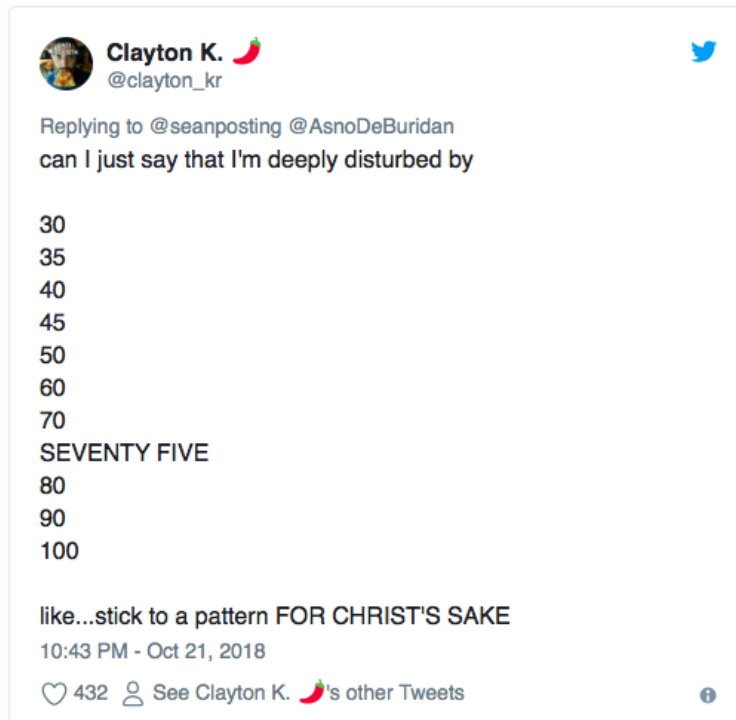 Clayton K. 🌶️
@clayton_kr
Replying to @seanposting @AsnoDeBuridan
can I just say that I'm deeply disturbed by
30
35
40
45
50
60
70
SEVENTY FIVE
80
90
100
like...stick to a pattern FOR CHRIST'S SAKE
10:43 PM - Oct 21, 2018
432 See Clayton K. 🌶️'s other Tweets